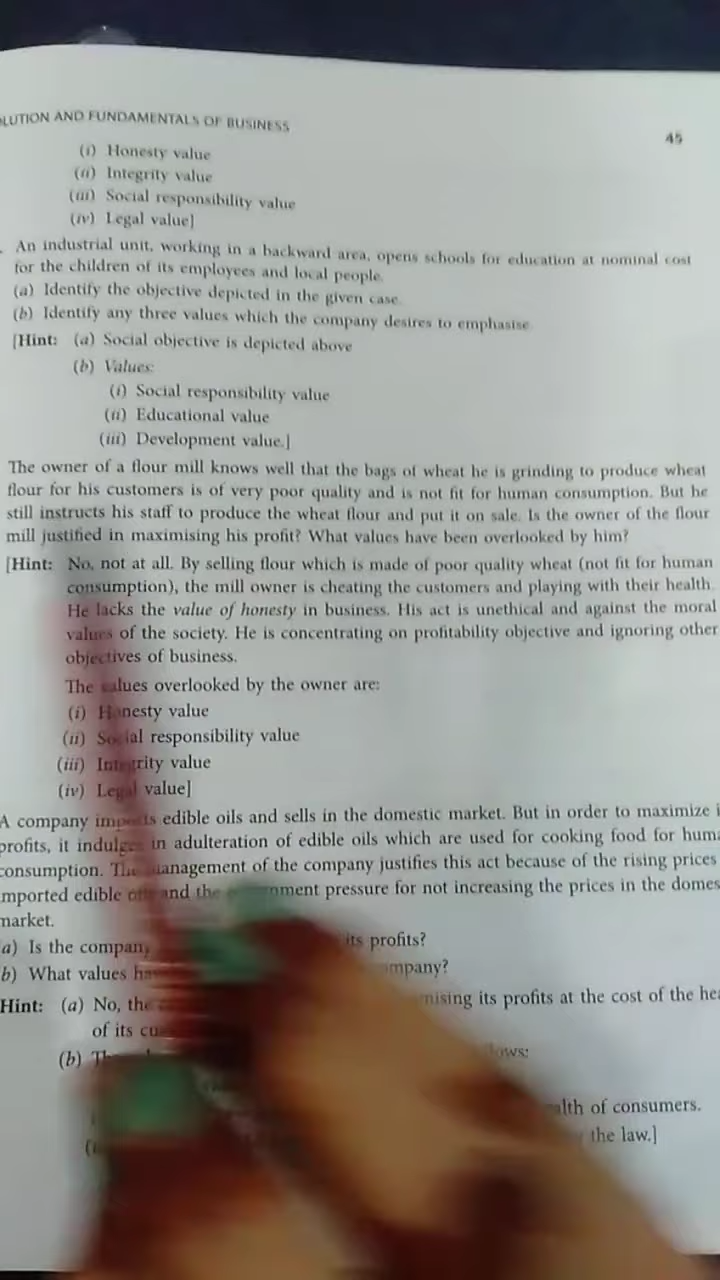 LUTION AND FUNDAMENTALS OF BUSINESS
45
(i) Honesty value
(ii) Integrity value
(iii) Social responsibility value
(iv) Legal value]
An industrial unit, working in a backward area, opens schools for education at nominal cost
for the children of its employees and local people.
(a) Identify the objective depicted in the given case.
(b) Identify any three values which the company desires to emphasise
[Hint: (a) Social objective is depicted above
(b) Values:
(i) Social responsibility value
(ii) Educational value
(iii) Development value.]
The owner of a flour mill knows well that the bags of wheat he is grinding to produce wheat
flour for his customers is of very poor quality and is not fit for human consumption. But he
still instructs his staff to produce the wheat flour and put it on sale. Is the owner of the flour
mill justified in maximising his profit? What values have been overlooked by him?
[Hint: No, not at all. By selling flour which is made of poor quality wheat (not fit for human
consumption), the mill owner is cheating the customers and playing with their health.
He lacks the value of honesty in business. His act is unethical and against the moral
values of the society. He is concentrating on profitability objective and ignoring other
objectives of business.
The values overlooked by the owner are:
(i) Honesty value
(ii) Social responsibility value
(iii) Integrity value
(iv) Legal value]
A company imports edible oils and sells in the domestic market. But in order to maximize i
profits, it indulges in adulteration of edible oils which are used for cooking food for huma
consumption. The management of the company justifies this act because of the rising prices
imported edible and the pressure for not increasing the prices in the domes
market.
a) Is the company its profits?
b) What values mpany?
Hint: (a) No, the mising its profits at the cost of the hea
of its cu
(b) lows:
alth of consumers.
the law.]